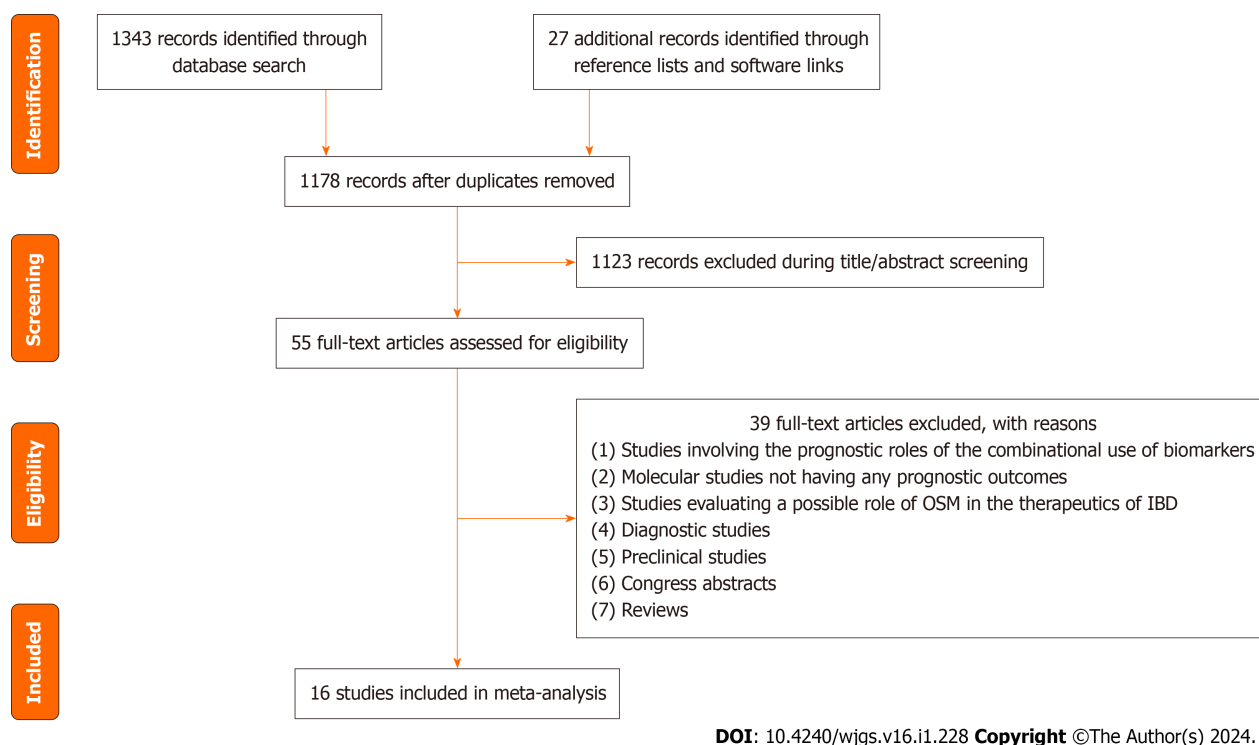 Identification
1343 records identified through
database search
27 additional records identified through
reference lists and software links
1178 records after duplicates removed
Screening
1123 records excluded during title/abstract screening
55 full-text articles assessed for eligibility
Eligibility
39 full-text articles excluded, with reasons
(1) Studies involving the prognostic roles of the combinational use of biomarkers
(2) Molecular studies not having any prognostic outcomes
(3) Studies evaluating a possible role of OSM in the therapeutics of IBD
(4) Diagnostic studies
(5) Preclinical studies
(6) Congress abstracts
(7) Reviews
Included
16 studies included in meta-analysis
DOI: 10.4240/wjgs.v16.i1.228 Copyright ©The Author(s) 2024.